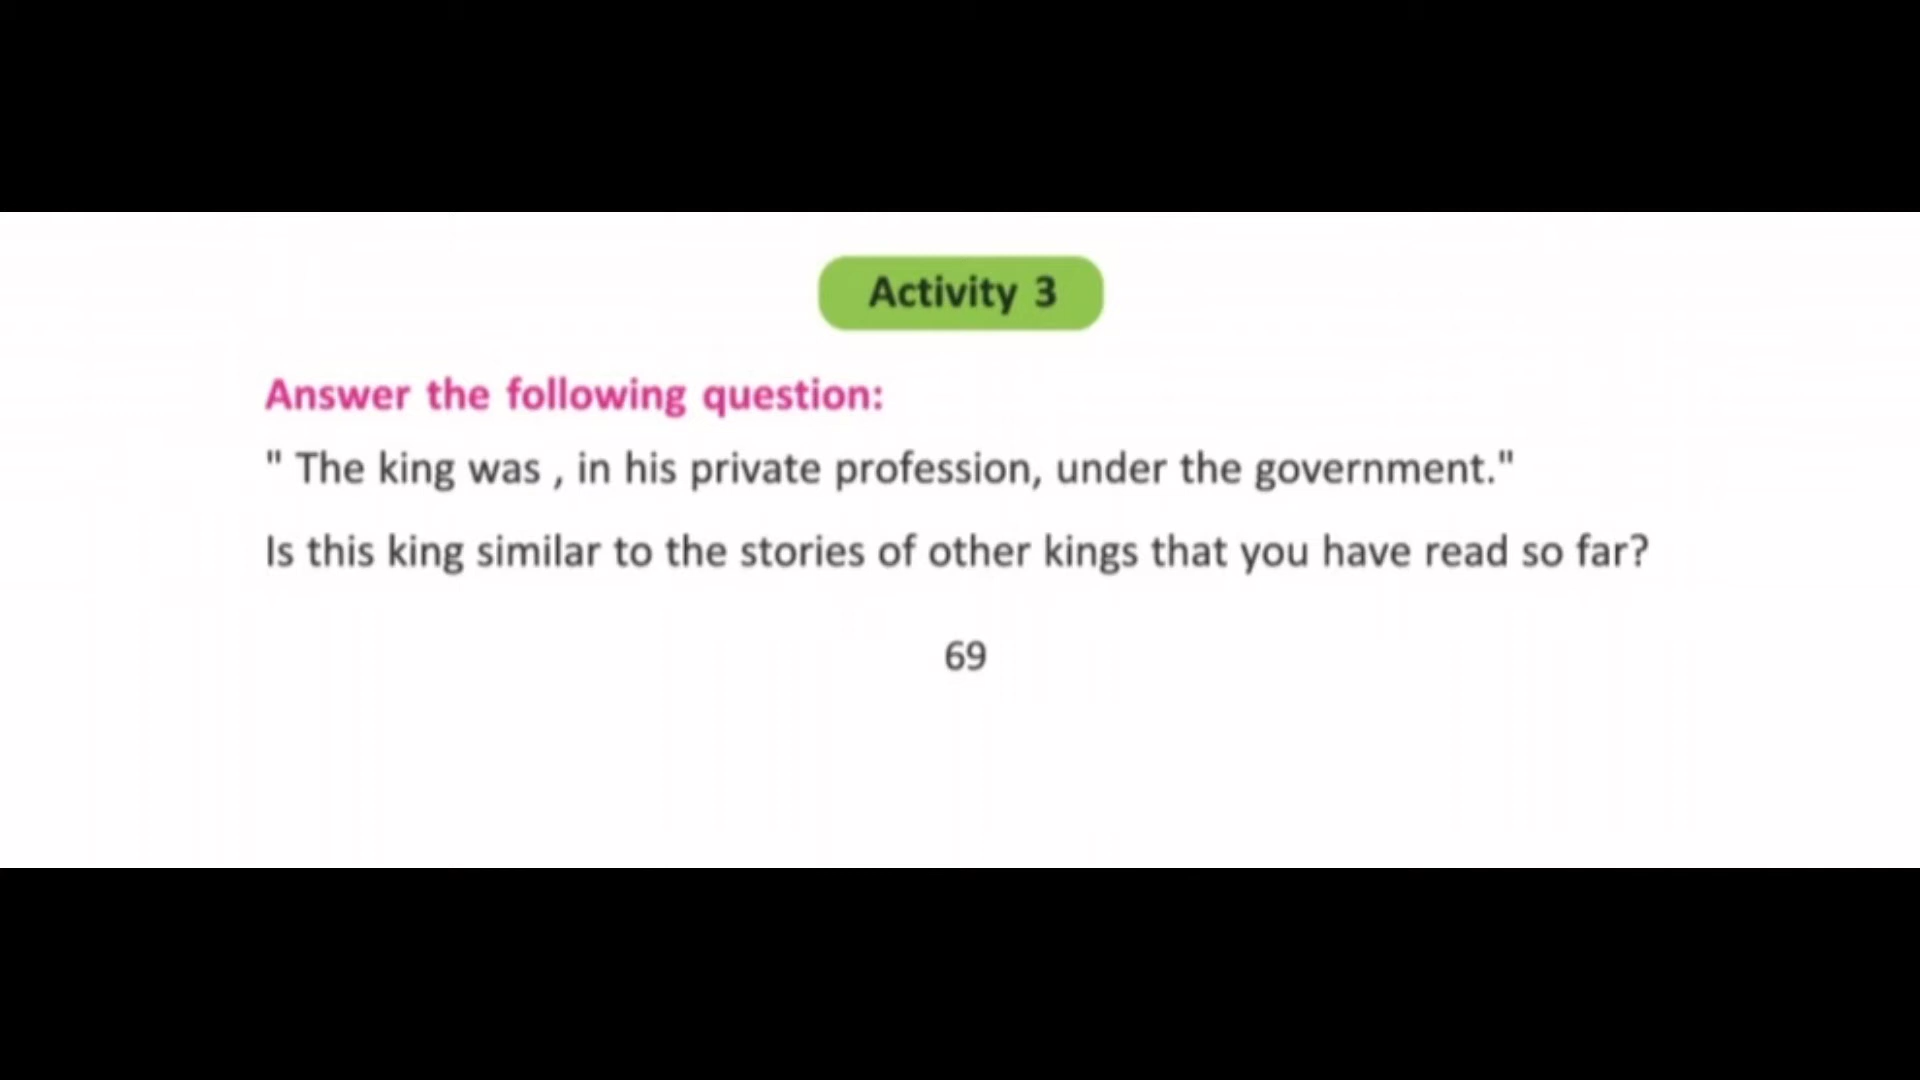 Activity 3
Answer the following question:
" The king was , in his private profession, under the government."
Is this king similar to the stories of other kings that you have read so far?
69